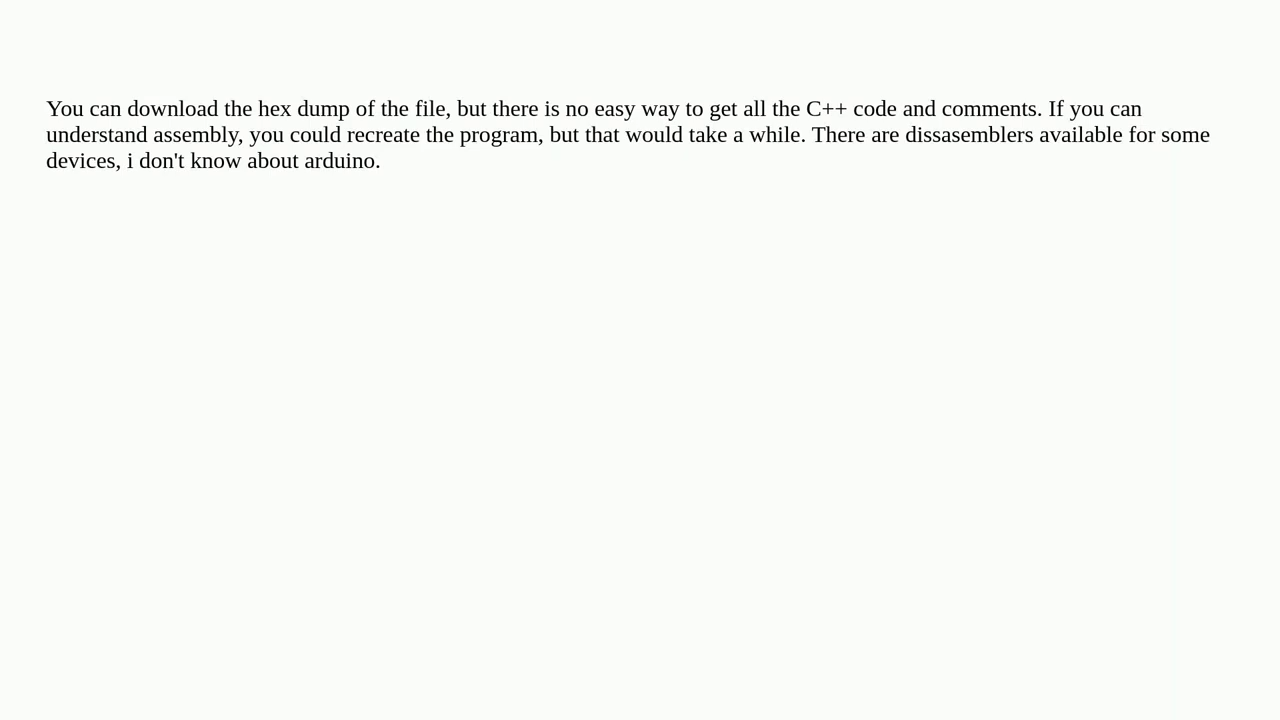 You can download the hex dump of the file, but there is no easy way to get all the C++ code and comments. If you can
understand assembly, you could recreate the program, but that would take a while. There are dissasemblers available for some
devices, i don't know about arduino.